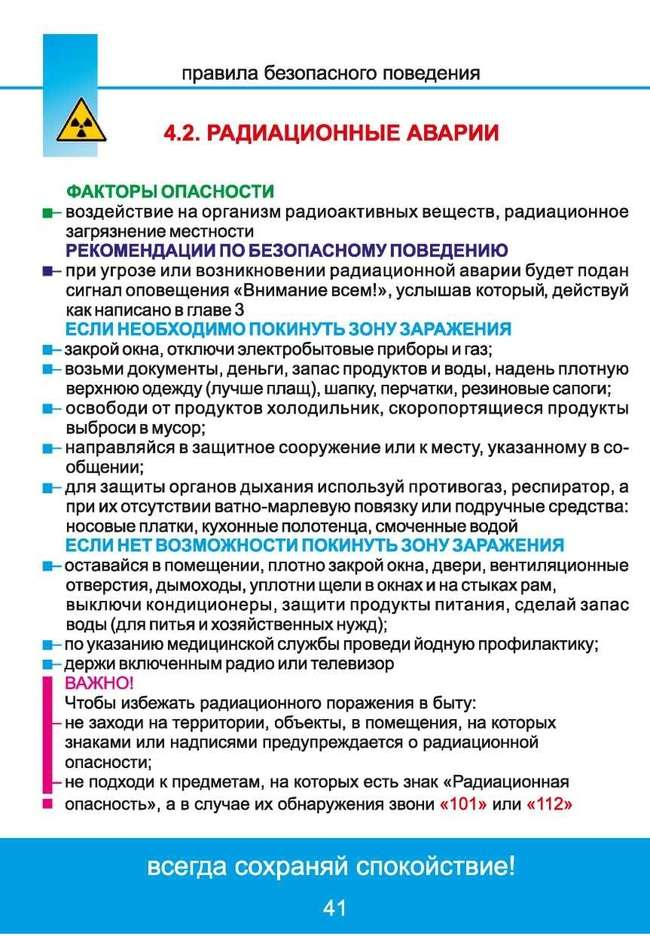 правила безопасного поведения
4.2. РАДИАЦИОННЫЕ АВАРИИ
ФАКТОРЫ ОПАСНОСТИ
воздействие на организм радиоактивных веществ, радиационное
загрязнение местности
РЕКОМЕНДАЦИИ ПО БЕЗОПАСНОМУ ПОВЕДЕНИЮ
при угрозе или возникновении радиационной аварии будет подан
сигнал оповещения «Внимание всем!», услышав который, действуй
как написано в главе 3
ЕСЛИ НЕОБХОДИМО ПОКИНУТЬ ЗОНУ ЗАРАЖЕНИЯ
закрой окна, отключи электробытовые приборы и газ;
возьми документы, деньги, запас продуктов и воды, надень плотную
верхнюю одежду (лучше плащ), шапку, перчатки, резиновые сапоги;
освободи от продуктов холодильник, скоропортящиеся продукты
выброси в мусор;
направляйся в защитное сооружение или к месту, указанному в со-
общении;
для защиты органов дыхания используй противогаз, респиратор, а
при их отсутствии ватно-марлевую повязку или подручные средства:
носовые платки, кухонные полотенца, смоченные водой
ЕСЛИ НЕТ ВОЗМОЖНОСТИ ПОКИНУТЬ ЗОНУ ЗАРАЖЕНИЯ
оставайся в помещении, плотно закрой окна, двери, вентиляционные
отверстия, дымоходы, уплотни щели в окнах и на стыках рам,
выключи кондиционеры, защити продукты питания, сделай запас
воды (для питья и хозяйственных нужд);
по указанию медицинской службы проведи йодную профилактику;
держи включенным радио или телевизор
ВАЖНО!
Чтобы избежать радиационного поражения в быту:
не заходи на территории, объекты, в помещения, на которых
знаками или надписями предупреждается о радиационной
опасности;
не подходи к предметам, на которых есть знак «Радиационная
опасность», а в случае их обнаружения звони «101» или «112»
всегда сохраняй спокойствие!
41